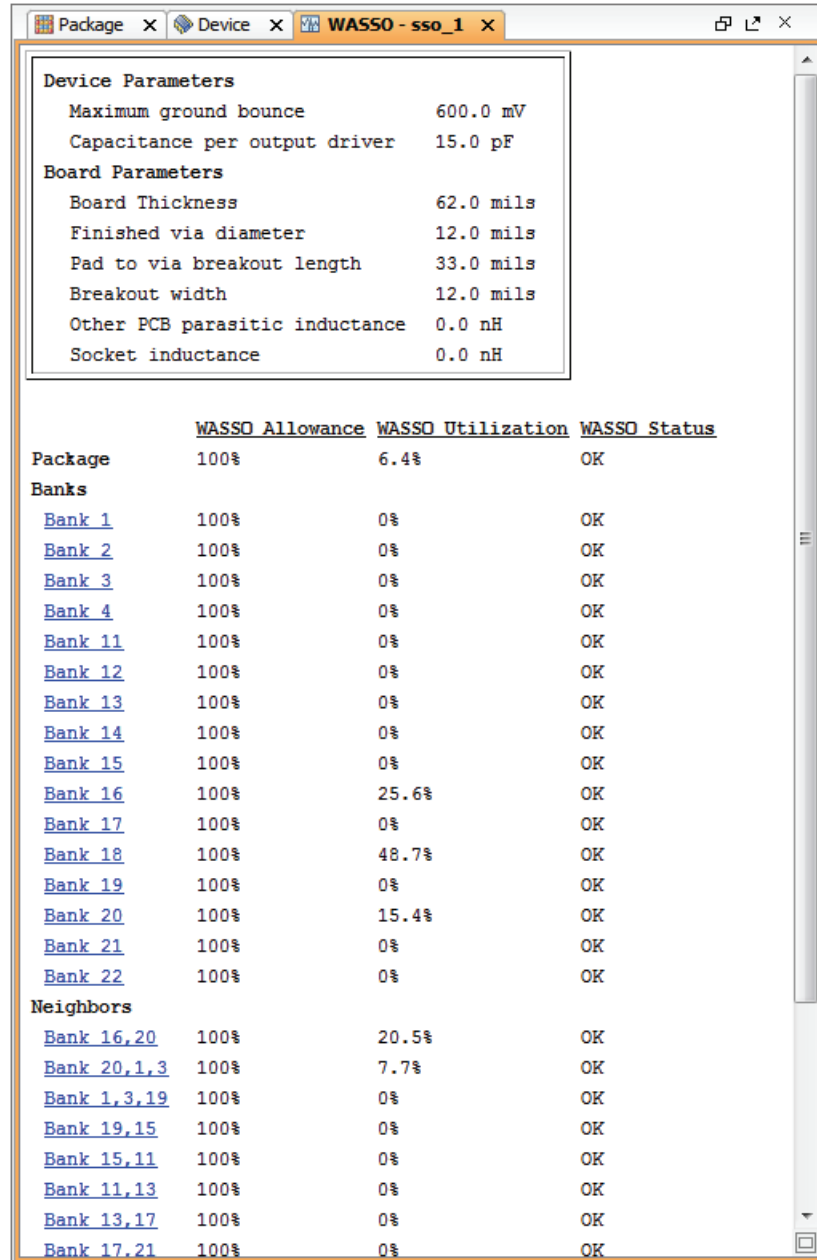 Package X Device X WASSO - sso_1 X
Device Parameters
Maximum ground bounce 600.0 mV
Capacitance per output driver 15.0 pF
Board Parameters
Board Thickness 62.0 mils
Finished via diameter 12.0 mils
Pad to via breakout length 33.0 mils
Breakout width 12.0 mils
Other PCB parasitic inductance 0.0 nH
Socket inductance 0.0 nH
WASSO Allowance WASSO Utilization WASSO Status
Package 100% 6.4% OK
Banks
Bank 1 100% 0% OK
Bank 2 100% 0% OK
Bank 3 100% 0% OK
Bank 4 100% 0% OK
Bank 11 100% 0% OK
Bank 12 100% 0% OK
Bank 13 100% 0% OK
Bank 14 100% 0% OK
Bank 15 100% 0% OK
Bank 16 100% 25.6% OK
Bank 17 100% 0% OK
Bank 18 100% 48.7% OK
Bank 19 100% 0% OK
Bank 20 100% 15.4% OK
Bank 21 100% 0% OK
Bank 22 100% 0% OK
Neighbors
Bank 16,20 100% 20.5% OK
Bank 20,1,3 100% 7.7% OK
Bank 1,3,19 100% 0% OK
Bank 19,15 100% 0% OK
Bank 15,11 100% 0% OK
Bank 11,13 100% 0% OK
Bank 13,17 100% 0% OK
Bank 17,21 100% 0% OK